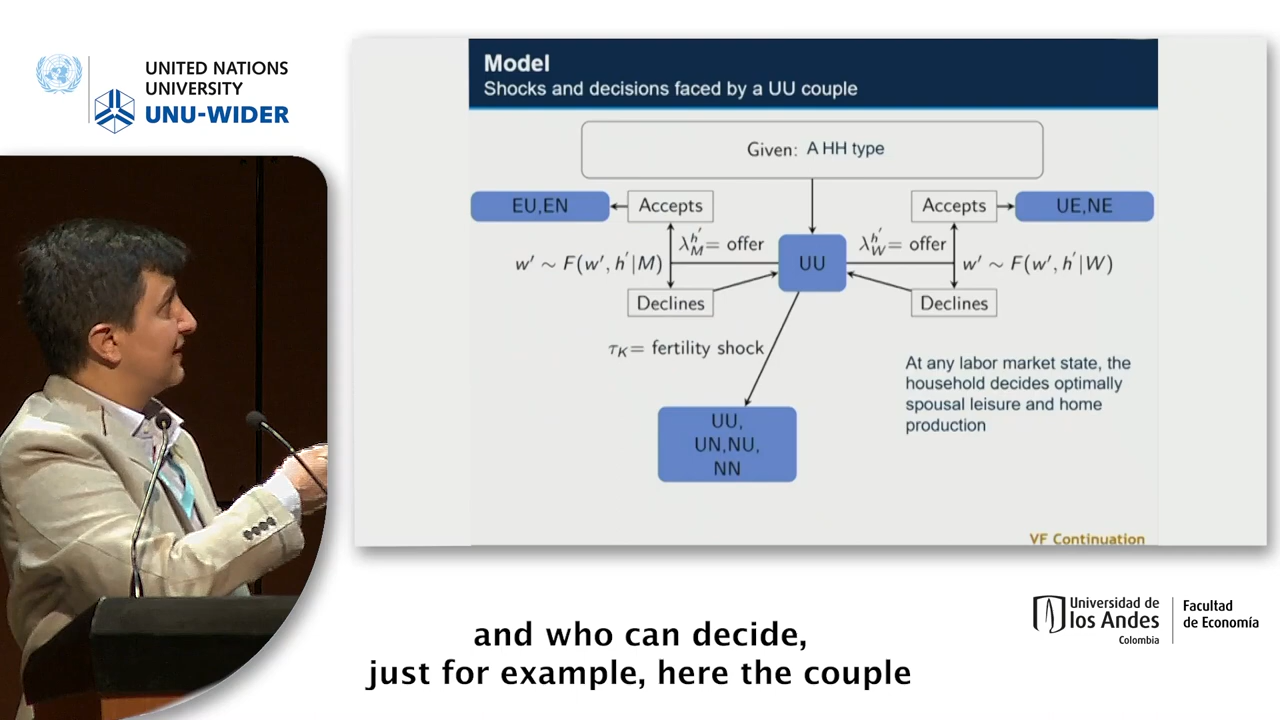 UNITED NATIONS
UNIVERSITY
UNU-WIDER
Model
Shocks and decisions faced by a UU couple
Given: A HH type
EU,EN
Accepts
Accepts
UE,NE
λ_M^{h'} = offer
λ_W^{h'} = offer
w' ∼ F(w', h'|M)
UU
w' ∼ F(w', h'|W)
Declines
Declines
τ_K = fertility shock
At any labor market state, the
household decides optimally
spousal leisure and home
production
UU,
UN,NU,
NN
VF Continuation
Universidad de
los Andes
Colombia
Facultad
de Economía
and who can decide,
just for example, here the couple